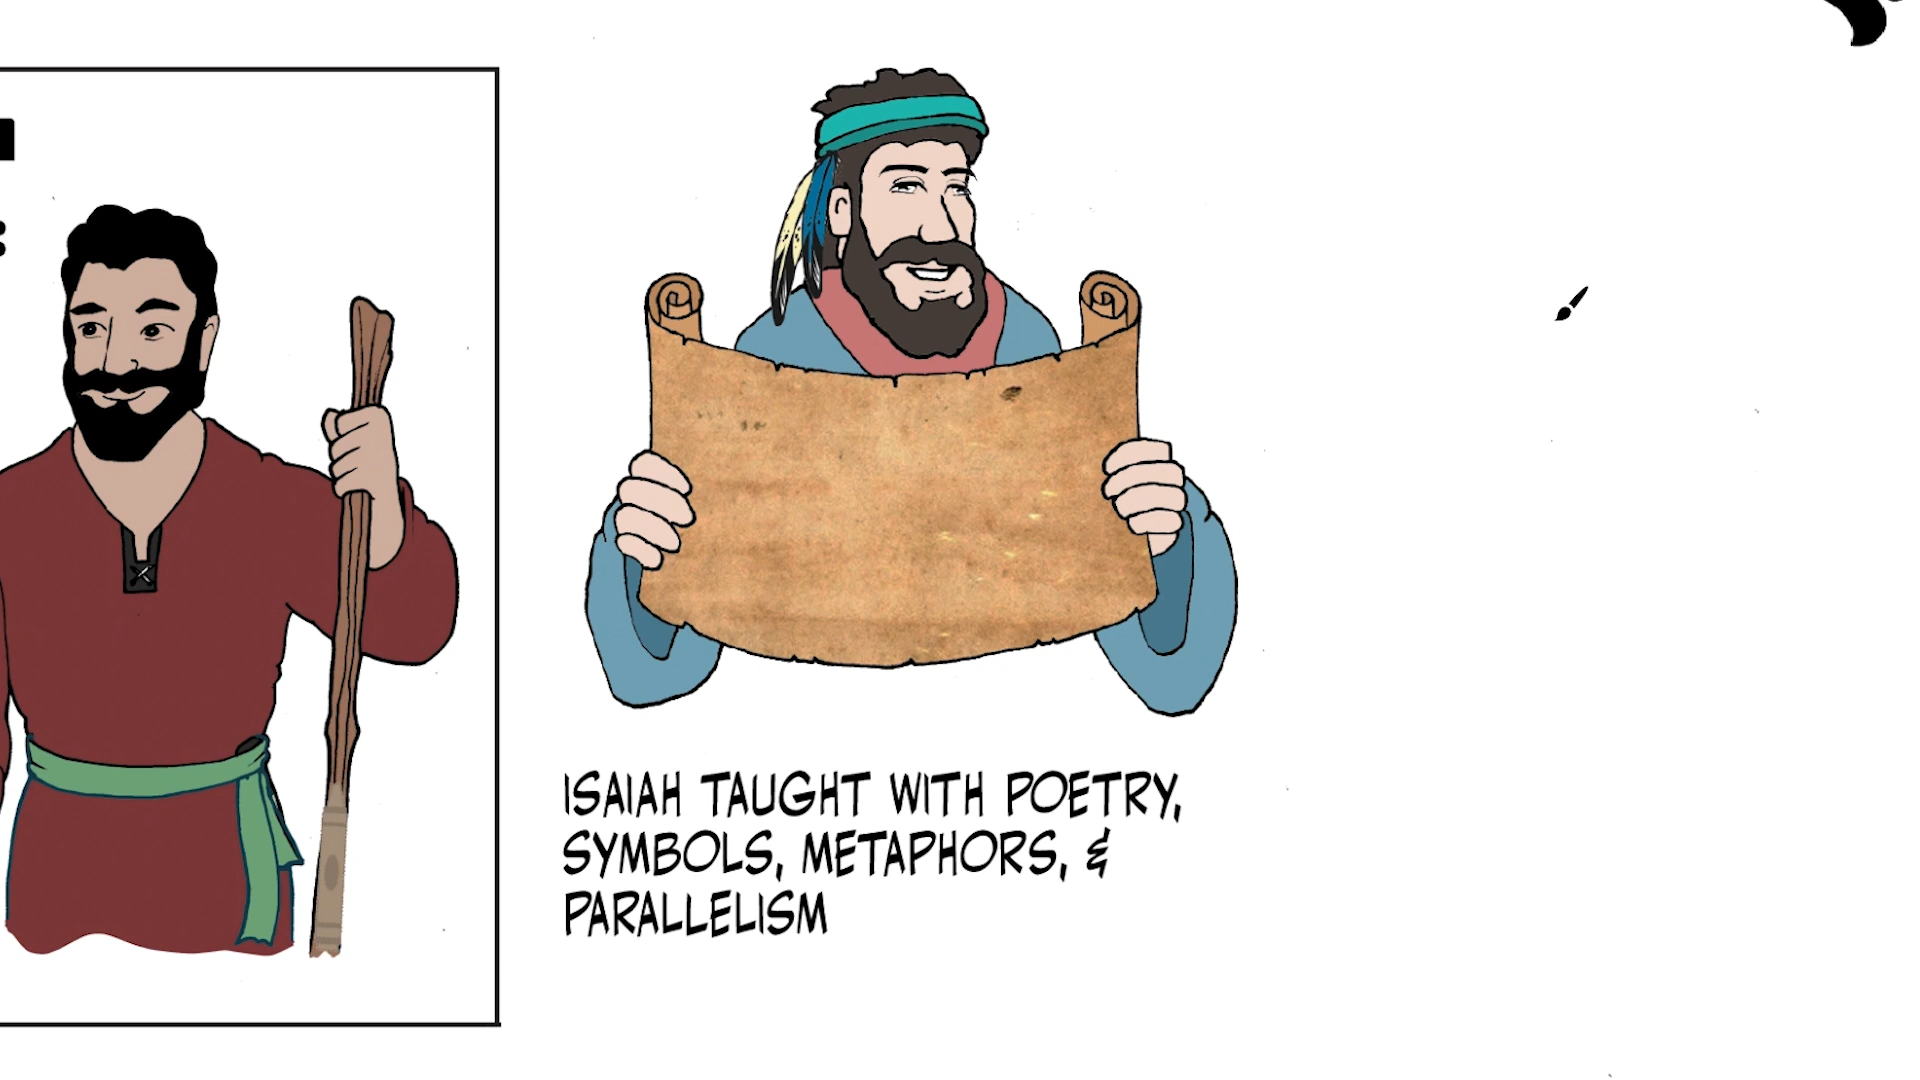 ISAIAH TAUGHT WITH POETRY,
SYMBOLS, METAPHORS, &
PARALLELISM